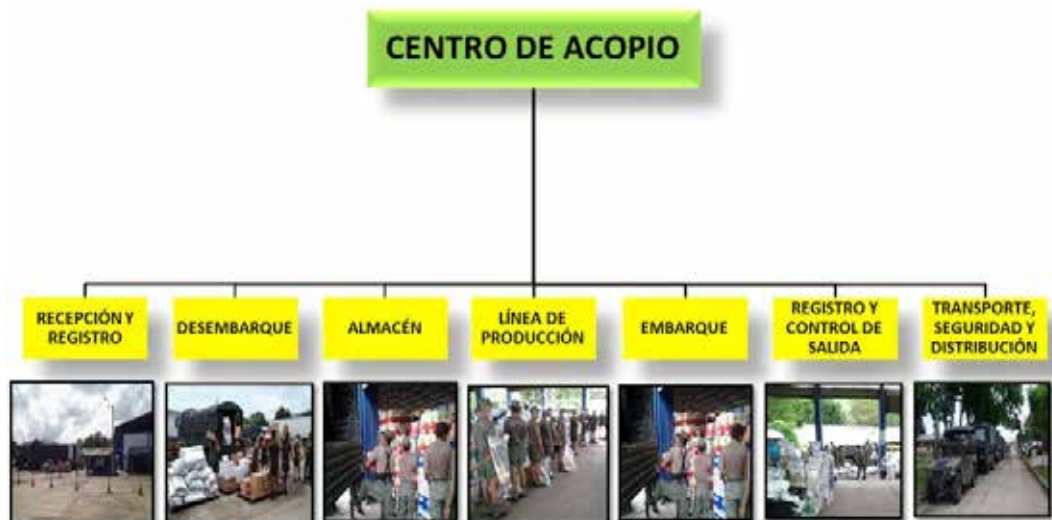 CENTRO DE ACOPIO
RECEPCIÓN Y
REGISTRO
DESEMBARQUE
ALMACÉN
LÍNEA DE
PRODUCCIÓN
EMBARQUE
REGISTRO Y
CONTROL DE
SALIDA
TRANSPORTE,
SEGURIDAD Y
DISTRIBUCIÓN